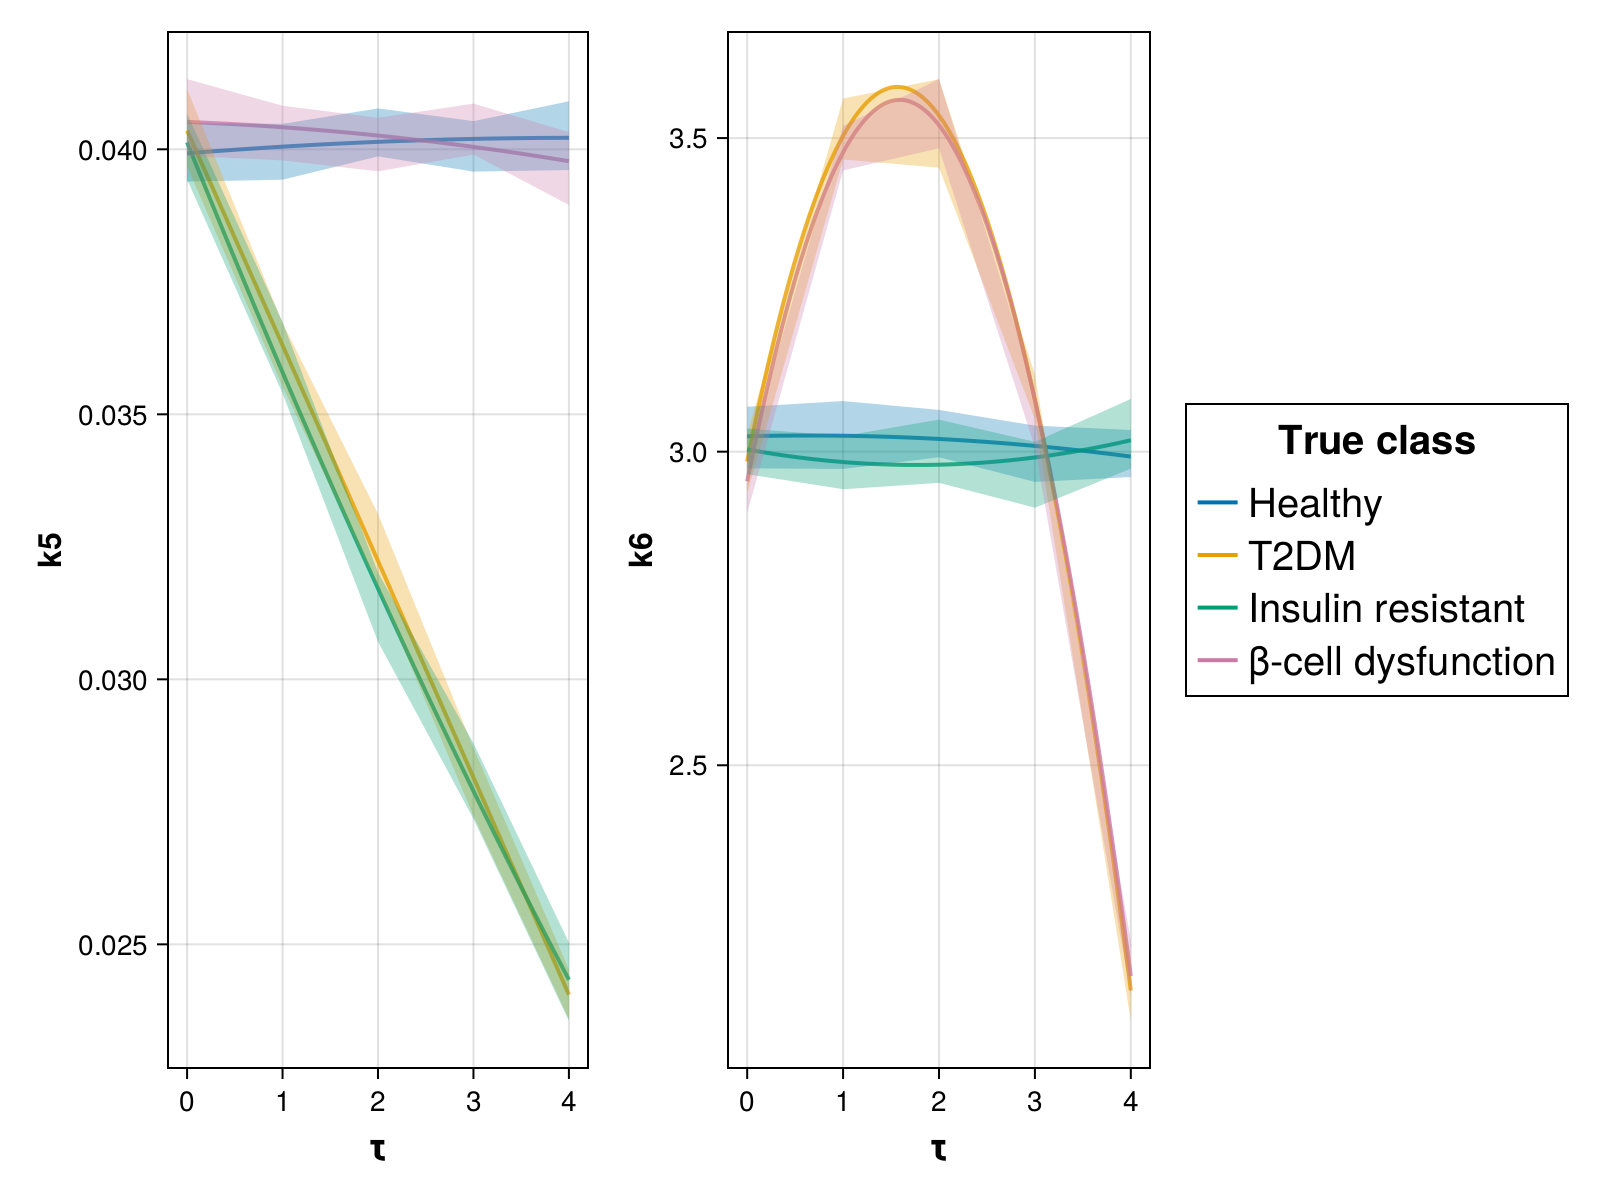 k5
0.040
0.035
0.030
0.025
0 1 2 3 4
τ
k6
3.5
3.0
2.5
0 1 2 3 4
τ
True class
Healthy
T2DM
Insulin resistant
β-cell dysfunction